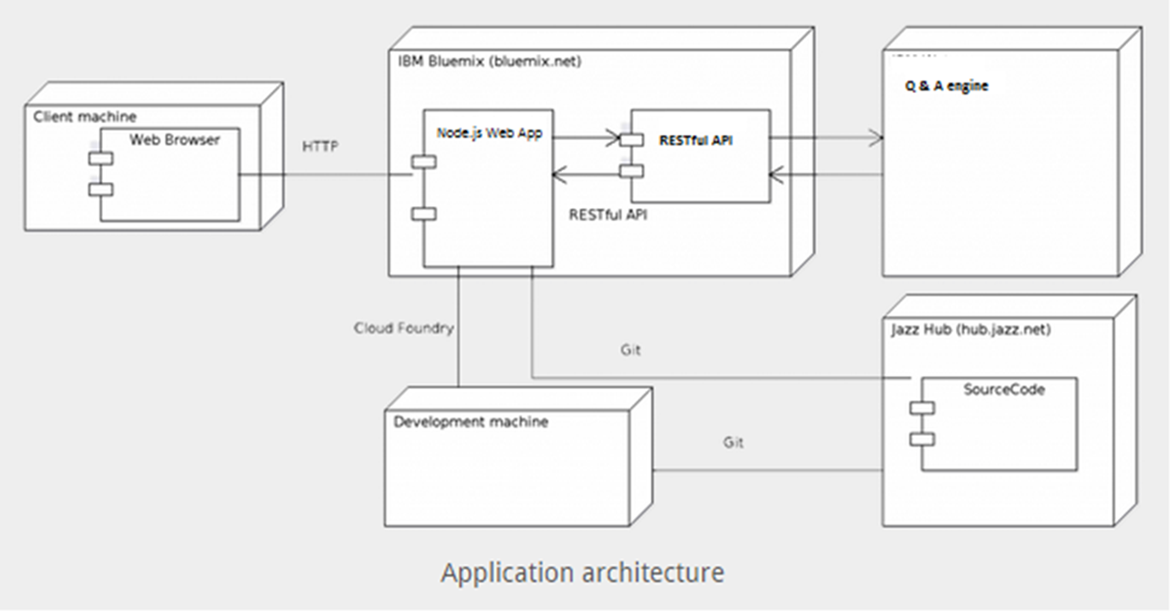 IBM Bluemix (bluemix.net)
Client machine
Web Browser
HTTP
Node.js Web App
RESTful API
RESTful API
Q & A engine
Cloud Foundry
Git
Jazz Hub (hub.jazz.net)
SourceCode
Development machine
Git
Application architecture